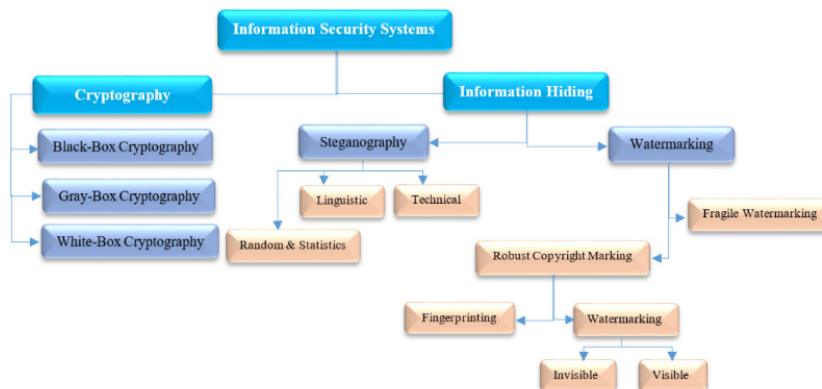 Information Security Systems
Cryptography
Information Hiding
Black-Box Cryptography
Steganography
Watermarking
Gray-Box Cryptography
Linguistic
Technical
Fragile Watermarking
White-Box Cryptography
Random & Statistics
Robust Copyright Marking
Fingerprinting
Watermarking
Invisible
Visible